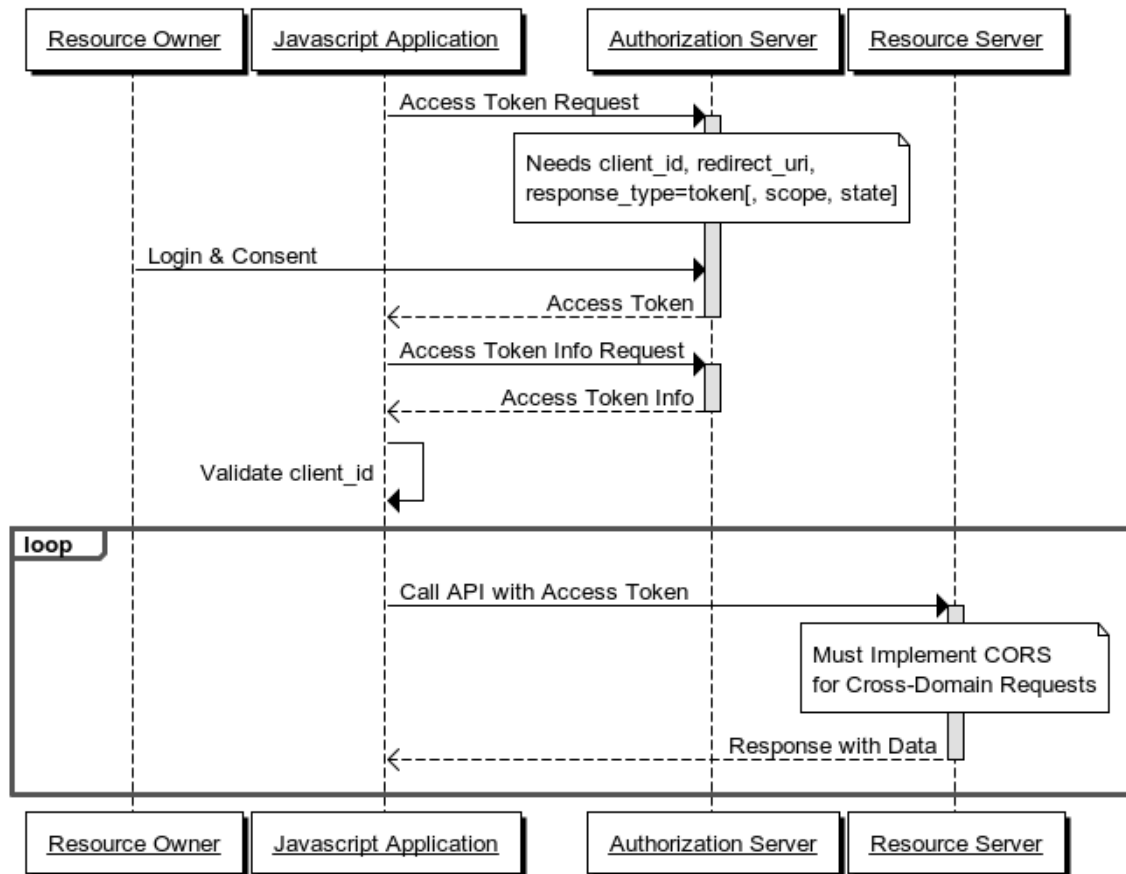 Resource Owner
Javascript Application
Authorization Server
Resource Server
Access Token Request
Needs client_id, redirect_uri,
response_type=token[, scope, state]
Login & Consent
Access Token
Access Token Info Request
Access Token Info
Validate client_id
loop
Call API with Access Token
Must Implement CORS
for Cross-Domain Requests
Response with Data
Resource Owner
Javascript Application
Authorization Server
Resource Server